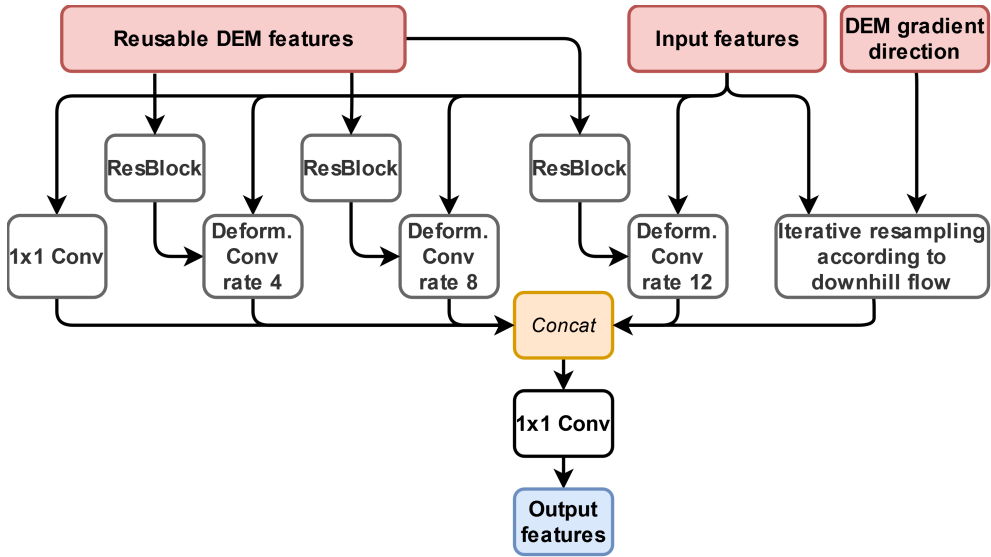 Reusable DEM features
Input features
DEM gradient
direction
ResBlock
ResBlock
ResBlock
1x1 Conv
Deform.
Conv
rate 4
Deform.
Conv
rate 8
Deform.
Conv
rate 12
Iterative resampling
according to
downhill flow
Concat
1x1 Conv
Output
features